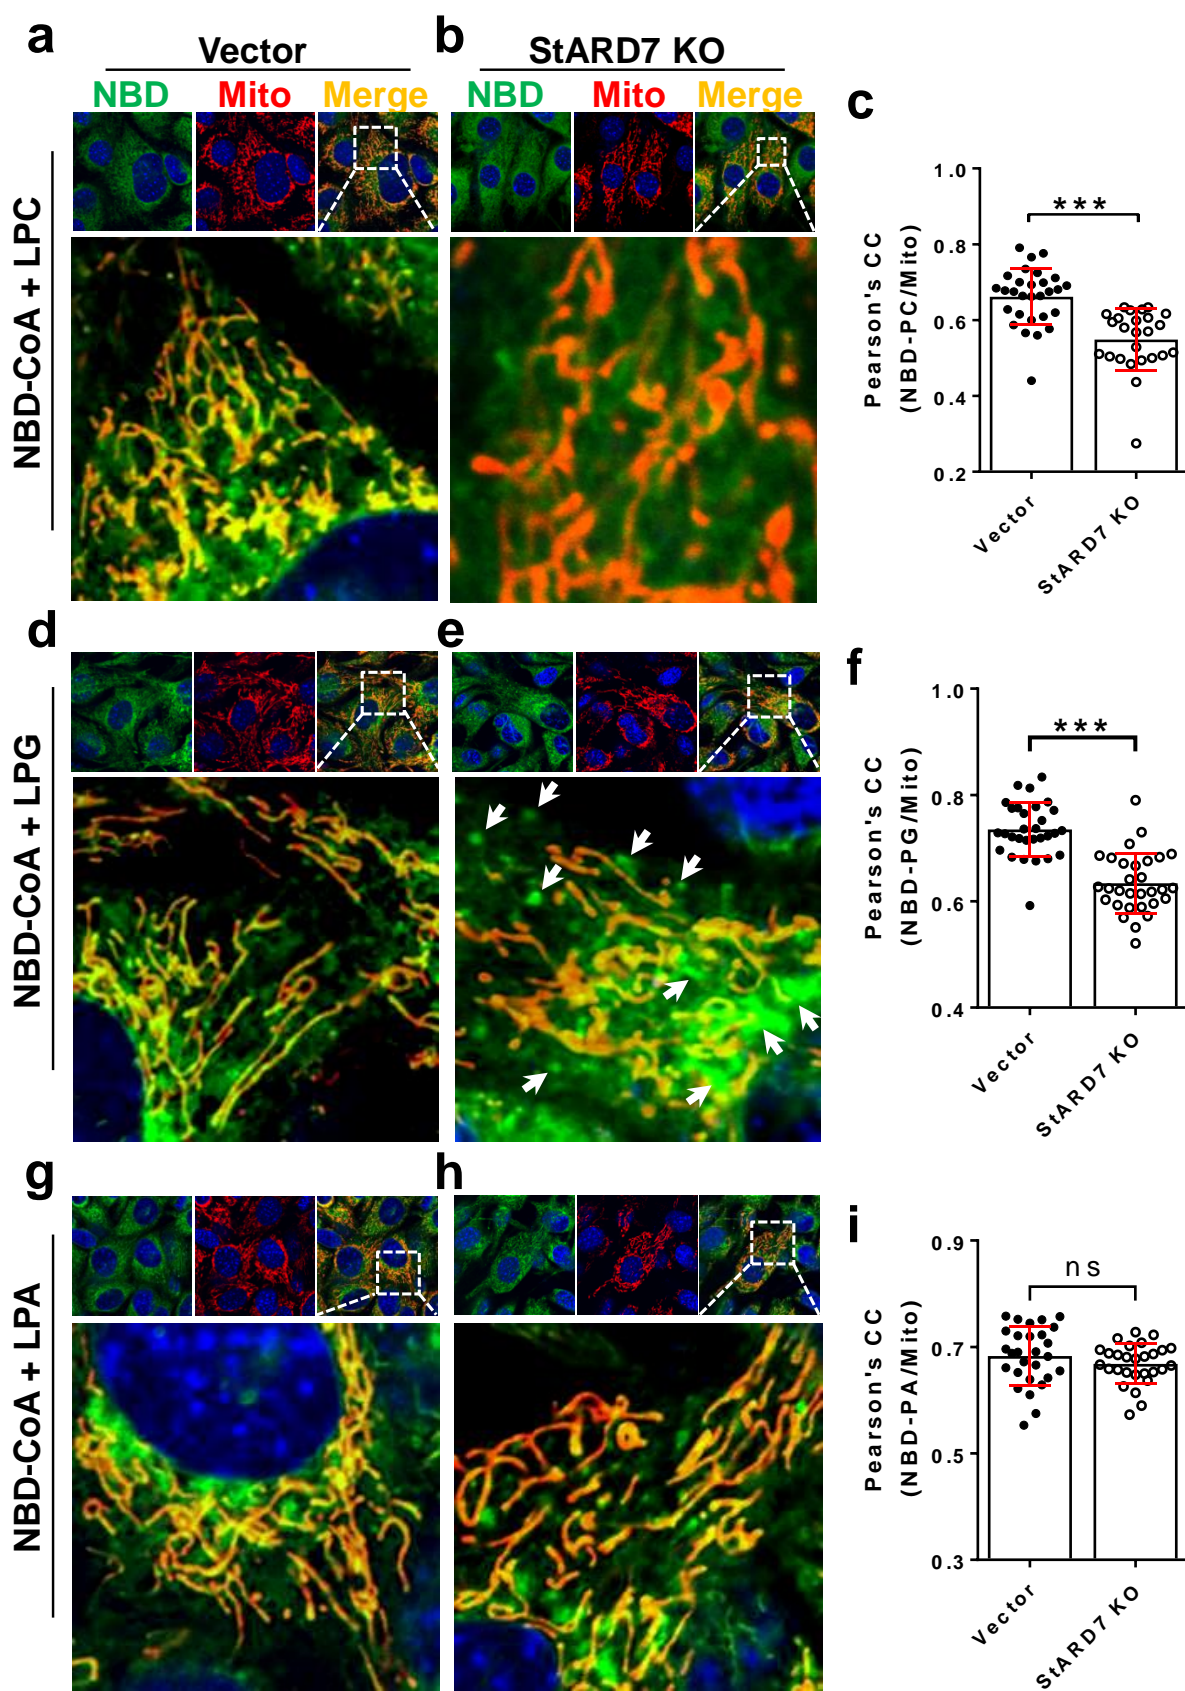 a
Vector
NBD Mito Merge
b
StARD7 KO
NBD Mito Merge
NBD-CoA + LPC
c
Pearson's CC
(NBD-PC/Mito)
1.0
0.8
0.6
0.4
0.2
***
Vector
StARD7 KO
d
e
NBD-CoA + LPG
f
Pearson's CC
(NBD-PG/Mito)
1.0
0.8
0.6
0.4
***
Vector
StARD7 KO
g
h
NBD-CoA + LPA
i
Pearson's CC
(NBD-PA/Mito)
0.9
0.7
0.5
0.3
ns
Vector
StARD7 KO